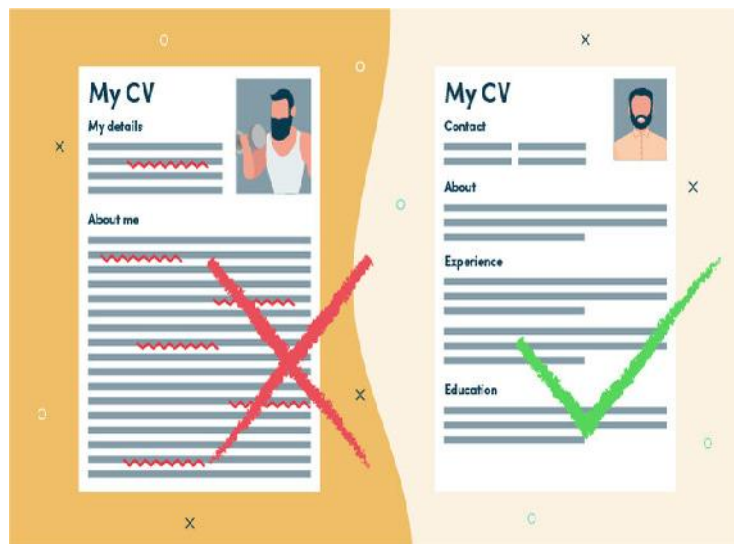 My CV
My details
About me
My CV
Contact
About
Experience
Education